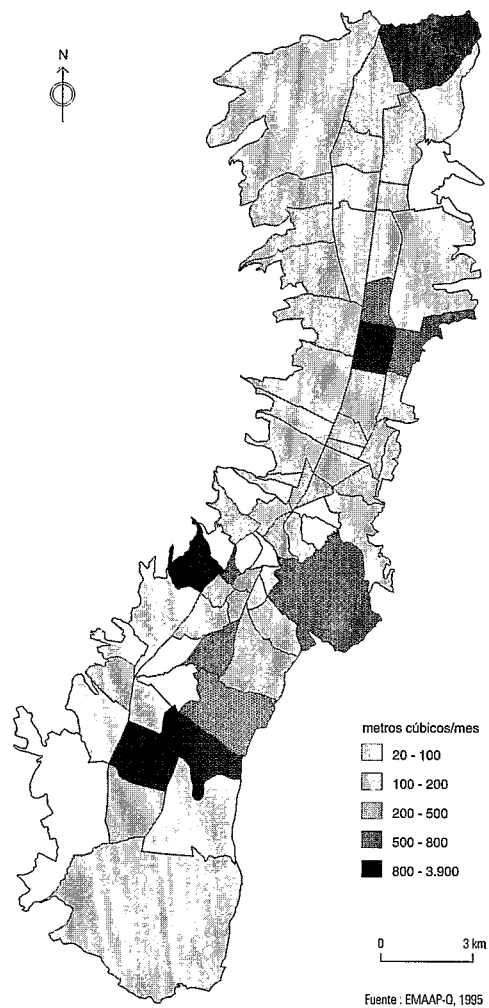 N
metros cúbicos/mes
20 - 100
100 - 200
200 - 500
500 - 800
800 - 3.900
0 3 km
Fuente : EMAAP-Q, 1995